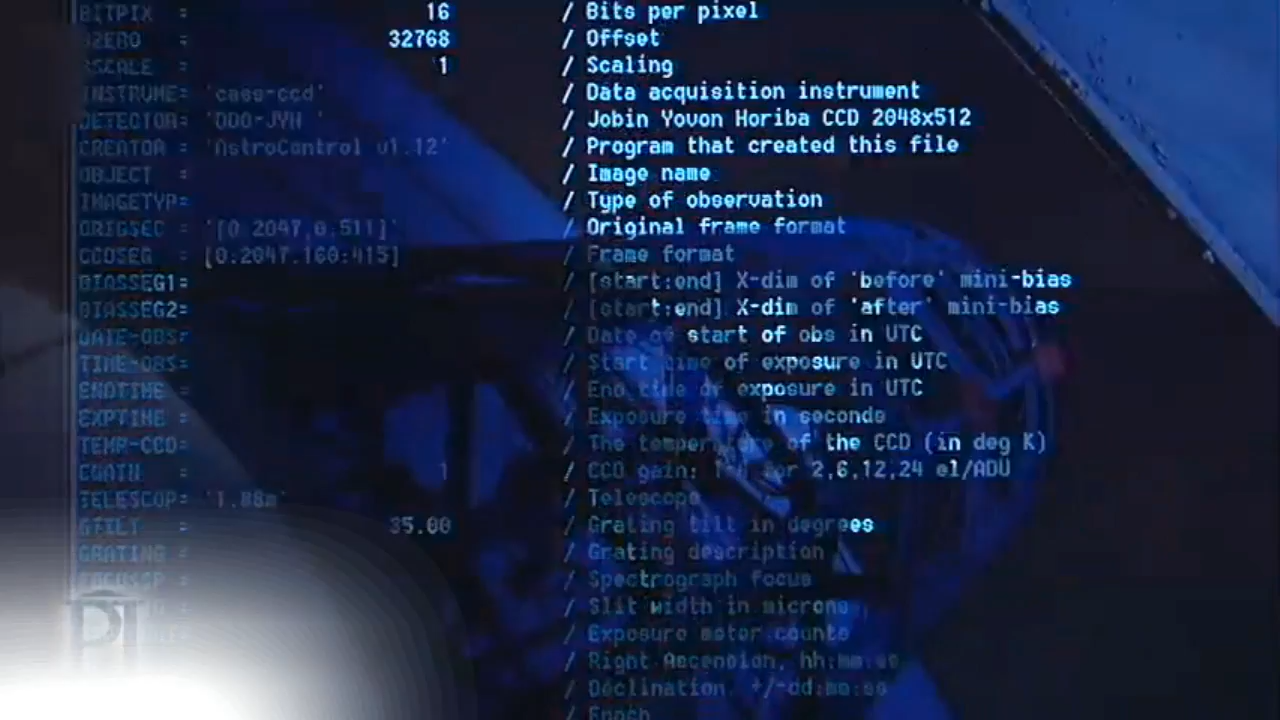 BITPIX = 16 / Bits per pixel
BZERO = 32768 / Offset
BSCALE = 1 / Scaling
INSTRUME= 'cass-ccd' / Data acquisition instrument
DETECTOR= 'DDO-JYH ' / Jobin Yovon Horiba CCD 2048x512
CREATOR = 'AstroControl v1.12' / Program that created this file
OBJECT = / Image name
IMAGETYP= / Type of observation
ORIGSEC = '[0.2047,0.511]' / Original frame format
CCDSEG = [0.2047.160:415] / Frame format
BIASSEG1= / [start:end] X-dim of 'before' mini-bias
BIASSEG2= / [start:end] X-dim of 'after' mini-bias
DATE-OBS= / Date of start of obs in UTC
TIME-OBS= / Start time of exposure in UTC
ENDTIME = / End time of exposure in UTC
EXPTIME = / Exposure time in seconds
TEMR-CCD= / The temperature of the CCD (in deg K)
CGAIN = 1 / CCD gain: 1-4 for 2,6,12,24 el/ADU
TELESCOP= '1.88m' / Telescope
GTILT = 35.00 / Grating tilt in degrees
GRATING = / Grating description
= / Spectrograph focus
/ Slit width in microns
/ Exposure meter counts
/ Right Ascension, hh:mm:ss
/ Declination, +/-dd:mm:ss
/ Epoch